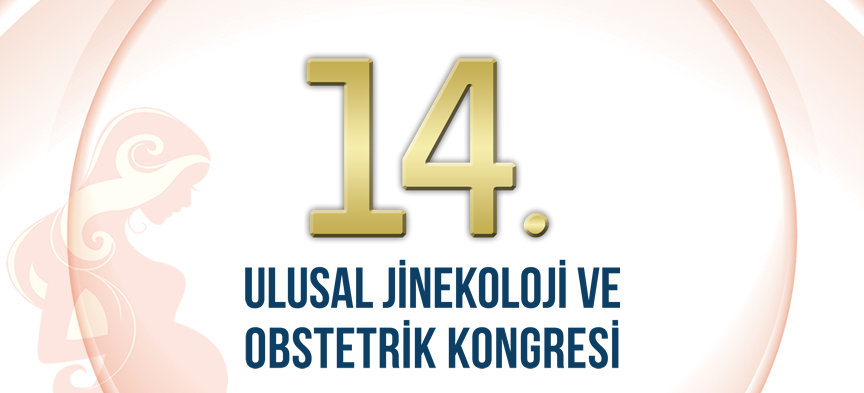 14.
ULUSAL JİNEKOLOJİ VE
OBSTETRİK KONGRESİ